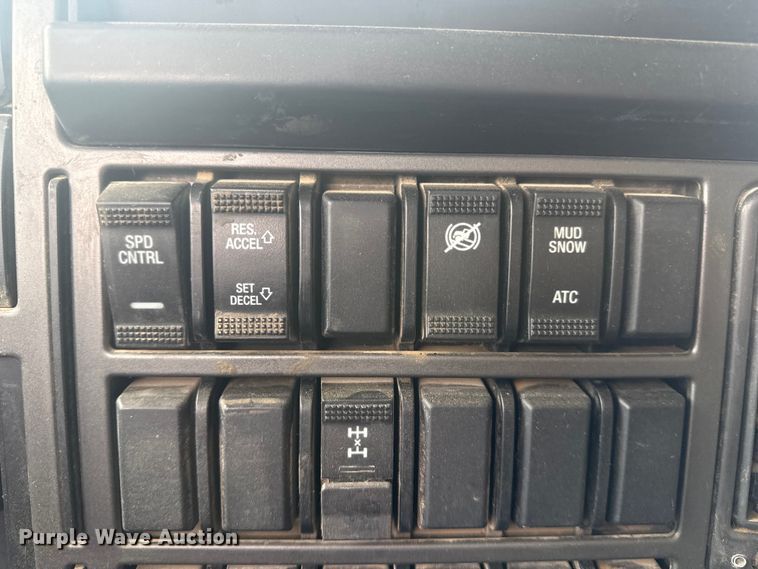 SPD
CNTRL
RES.
ACCEL
SET
DECEL
MUD
SNOW
ATC
Purple Wave Auction